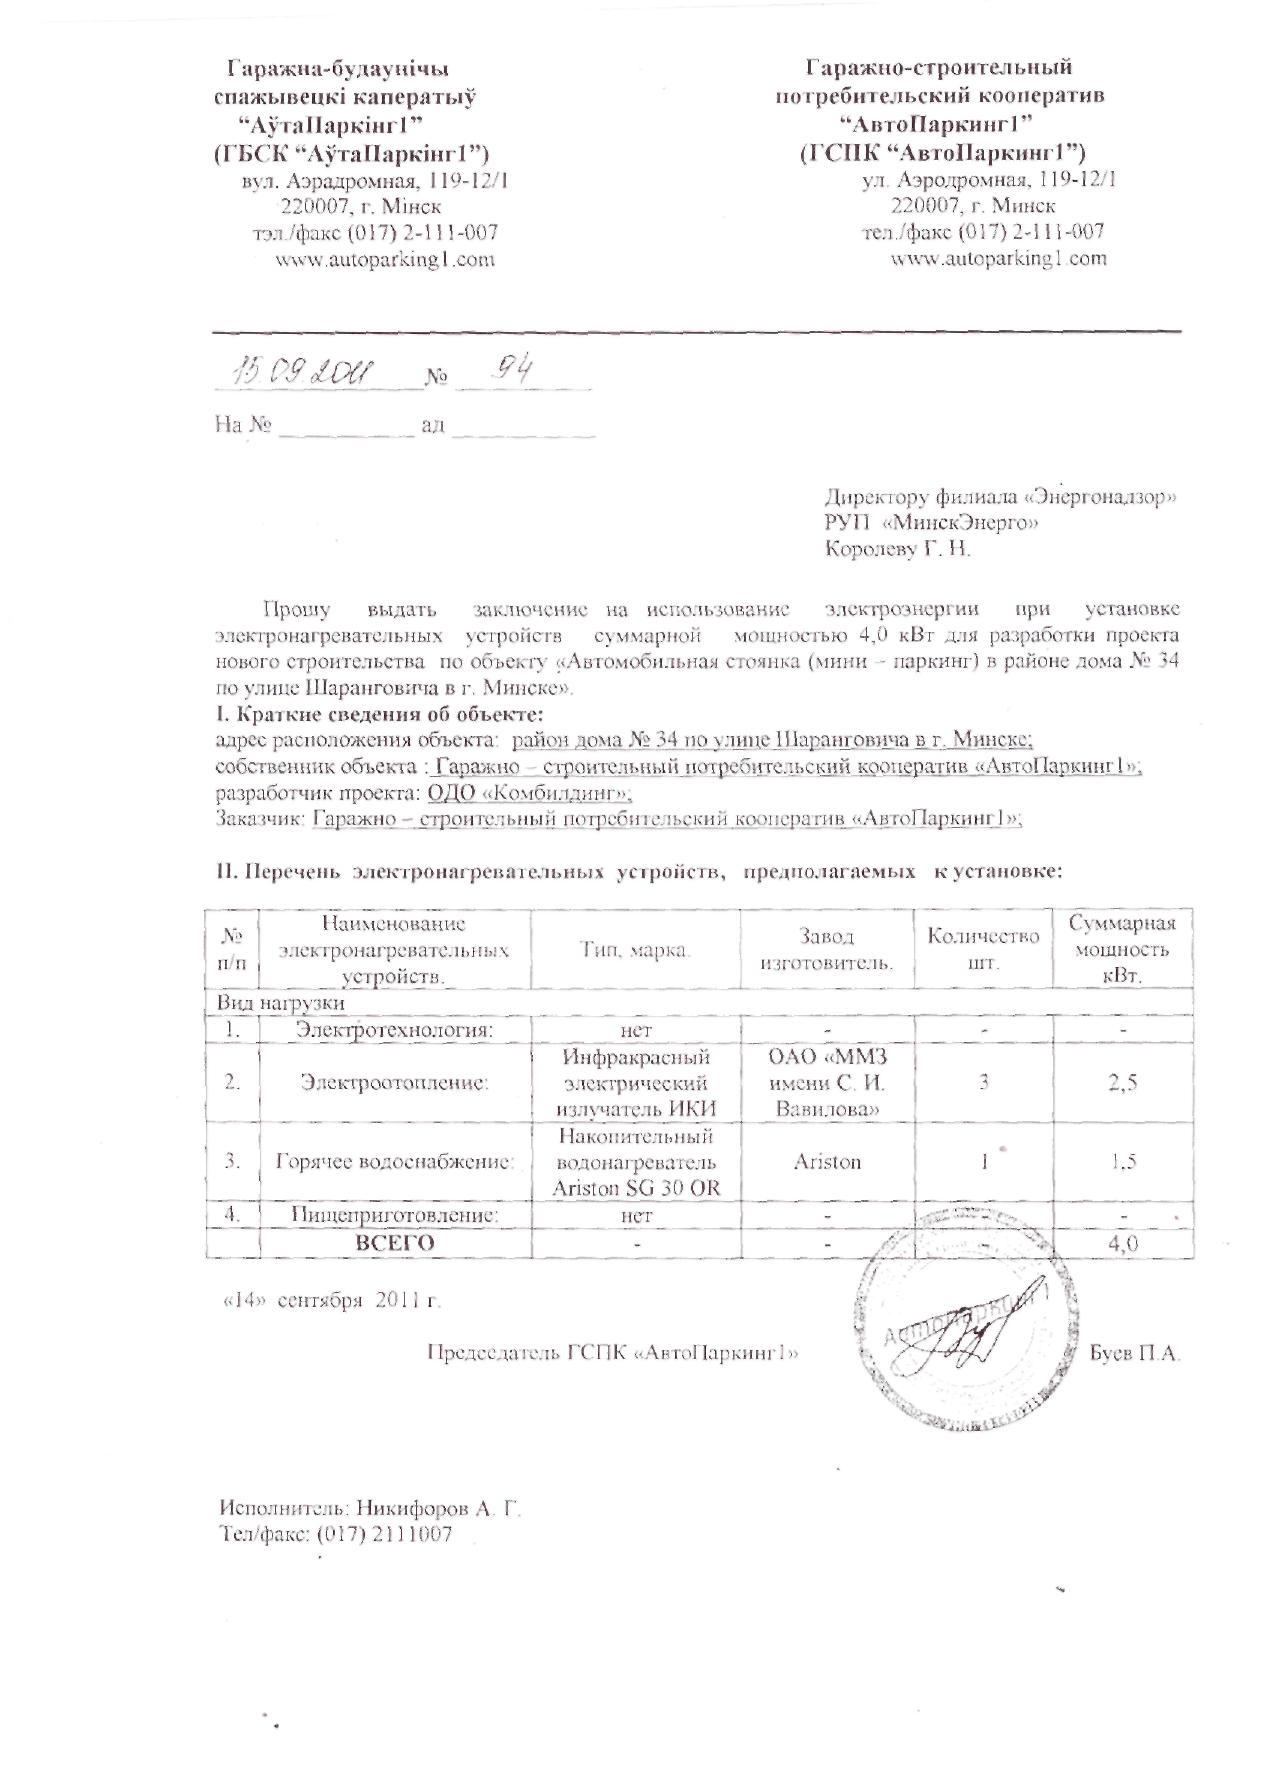 Гаражна-будаунічы
спажывецкі каператыў
“АўтаПаркінг1”
(ГБСК “АўтаПаркінг1”)
вул. Аэрадромная, 119-12/1
220007, г. Мінск
тэл./факс (017) 2-111-007
www.autoparking1.com
Гаражно-строительный
потребительский кооператив
“АвтоПаркинг1”
(ГСПК “АвтоПаркинг1”)
ул. Аэродромная, 119-12/1
220007, г. Минск
тел./факс (017) 2-111-007
www.autoparking1.com
15.09.2011 № 94
На № ____________ ад ____________
Директору филиала «Энергонадзор»
РУП «МинскЭнерго»
Королеву Г. Н.
Прошу выдать заключение на использование электроэнергии при установке
электронагревательных устройств суммарной мощностью 4,0 кВт для разработки проекта
нового строительства по объекту «Автомобильная стоянка (мини – паркинг) в районе дома № 34
по улице Шаранговича в г. Минске».
I. Краткие сведения об объекте:
адрес расположения объекта: район дома № 34 по улице Шаранговича в г. Минске;
собственник объекта : Гаражно – строительный потребительский кооператив «АвтоПаркинг1»;
разработчик проекта: ОДО «Комбилдинг»;
Заказчик: Гаражно – строительный потребительский кооператив «АвтоПаркинг1»;
II. Перечень электронагревательных устройств, предполагаемых к установке:
№ п/п Наименование электронагревательных устройств. Тип, марка. Завод изготовитель. Количество шт. Суммарная мощность кВт.
Вид нагрузки
1. Электротехнология: нет - - -
2. Электроотопление: Инфракрасный электрический излучатель ИКИ ОАО «ММЗ имени С. И. Вавилова» 3 2,5
3. Горячее водоснабжение: Накопительный водонагреватель Ariston SG 30 OR Ariston 1 1.5
4. Пищеприготовление: нет - - -
ВСЕГО - - - 4,0
«14» сентября 2011 г.
Председатель ГСПК «АвтоПаркинг1» Буев П.А.
АвтоПаркинг1
Исполнитель: Никифоров А. Г.
Тел/факс: (017) 2111007